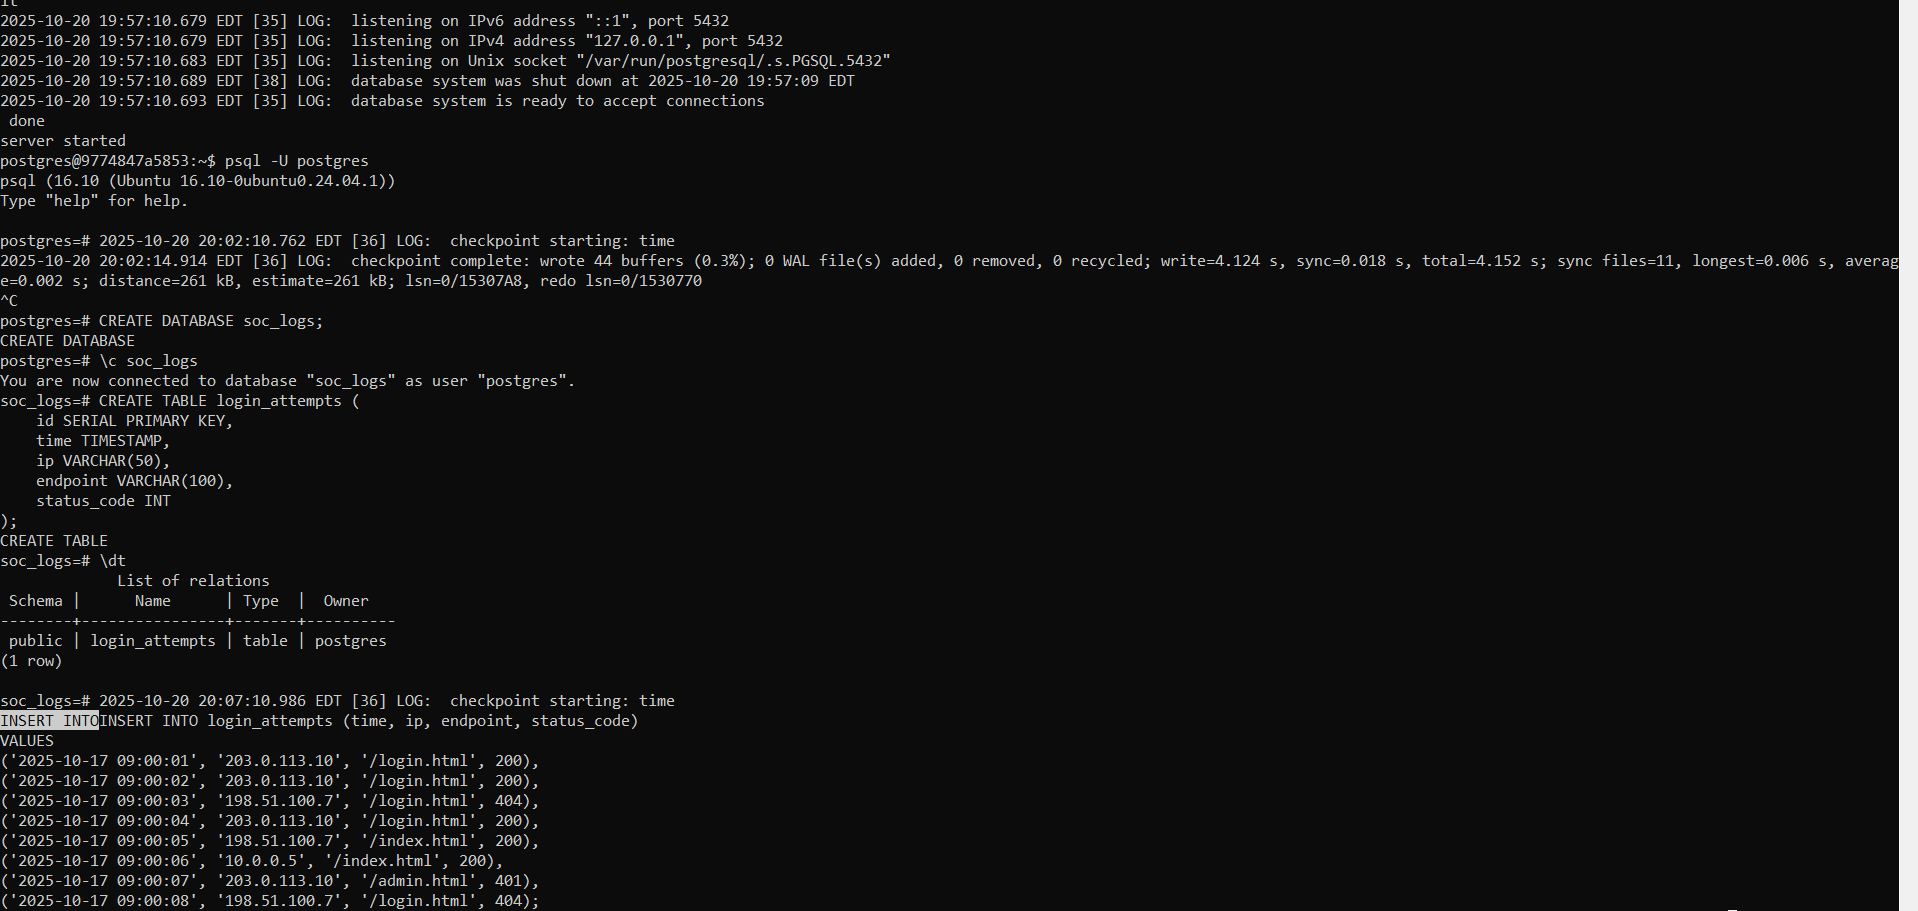 2025-10-20 19:57:10.679 EDT [35] LOG:  listening on IPv6 address "::1", port 5432
2025-10-20 19:57:10.679 EDT [35] LOG:  listening on IPv4 address "127.0.0.1", port 5432
2025-10-20 19:57:10.683 EDT [35] LOG:  listening on Unix socket "/var/run/postgresql/.s.PGSQL.5432"
2025-10-20 19:57:10.689 EDT [38] LOG:  database system was shut down at 2025-10-20 19:57:09 EDT
2025-10-20 19:57:10.693 EDT [35] LOG:  database system is ready to accept connections
 done
server started
postgres@9774847a5853:~$ psql -U postgres
psql (16.10 (Ubuntu 16.10-0ubuntu0.24.04.1))
Type "help" for help.

postgres=# 2025-10-20 20:02:10.762 EDT [36] LOG:  checkpoint starting: time
2025-10-20 20:02:14.914 EDT [36] LOG:  checkpoint complete: wrote 44 buffers (0.3%); 0 WAL file(s) added, 0 removed, 0 recycled; write=4.124 s, sync=0.018 s, total=4.152 s; sync files=11, longest=0.006 s, averag
e=0.002 s; distance=261 kB, estimate=261 kB; lsn=0/15307A8, redo lsn=0/1530770
^C
postgres=# CREATE DATABASE soc_logs;
CREATE DATABASE
postgres=# \c soc_logs
You are now connected to database "soc_logs" as user "postgres".
soc_logs=# CREATE TABLE login_attempts (
    id SERIAL PRIMARY KEY,
    time TIMESTAMP,
    ip VARCHAR(50),
    endpoint VARCHAR(100),
    status_code INT
);
CREATE TABLE
soc_logs=# \dt
             List of relations
 Schema |      Name      | Type  |  Owner
--------+----------------+-------+----------
 public | login_attempts | table | postgres
(1 row)

soc_logs=# 2025-10-20 20:07:10.986 EDT [36] LOG:  checkpoint starting: time
INSERT INTOINSERT INTO login_attempts (time, ip, endpoint, status_code)
VALUES
('2025-10-17 09:00:01', '203.0.113.10', '/login.html', 200),
('2025-10-17 09:00:02', '203.0.113.10', '/login.html', 200),
('2025-10-17 09:00:03', '198.51.100.7', '/login.html', 404),
('2025-10-17 09:00:04', '203.0.113.10', '/login.html', 200),
('2025-10-17 09:00:05', '198.51.100.7', '/index.html', 200),
('2025-10-17 09:00:06', '10.0.0.5', '/index.html', 200),
('2025-10-17 09:00:07', '203.0.113.10', '/admin.html', 401),
('2025-10-17 09:00:08', '198.51.100.7', '/login.html', 404);